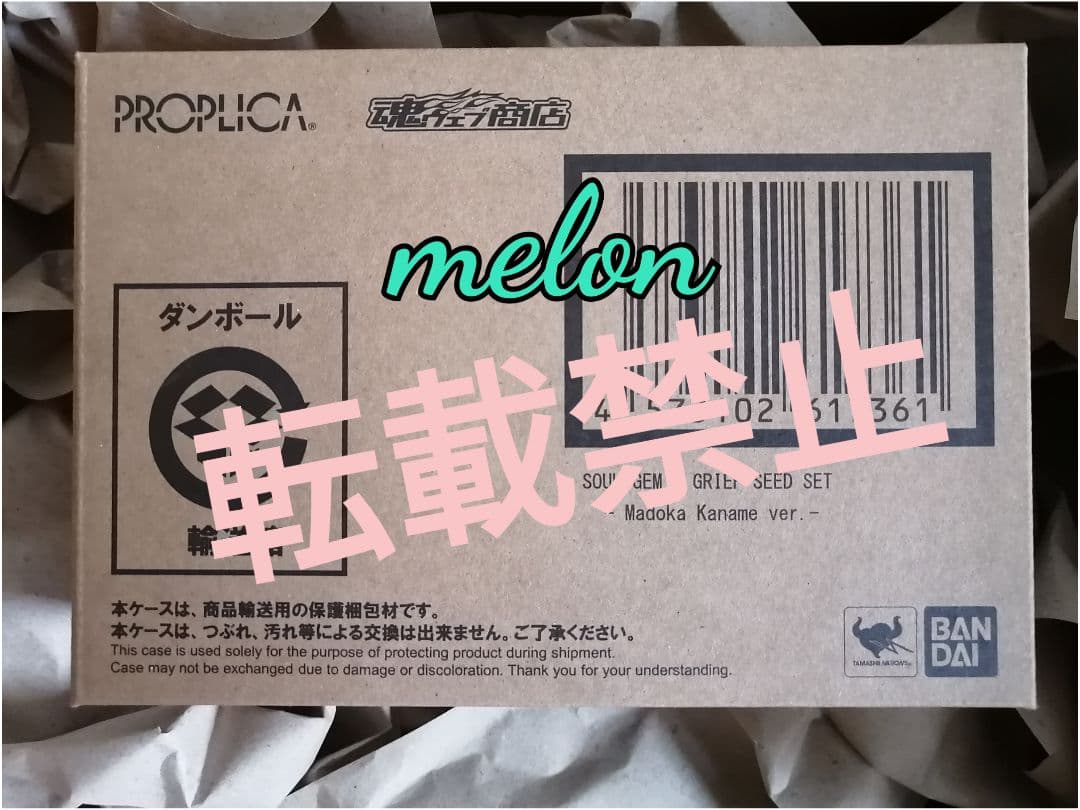 PROPLICA®
魂ウェブ商店
melon
ダンボール
転載禁止
SOUL GEM GRIEF SEED SET
- Madoka Kaname ver.-
本ケースは、商品輸送用の保護梱包材です。
本ケースは、つぶれ、汚れ等による交換は出来ません。ご了承ください。
This case is used solely for the purpose of protecting product during shipment.
Case may not be exchanged due to damage or discoloration. Thank you for your understanding.
TAMASHII NATIONS
BAN
DAI